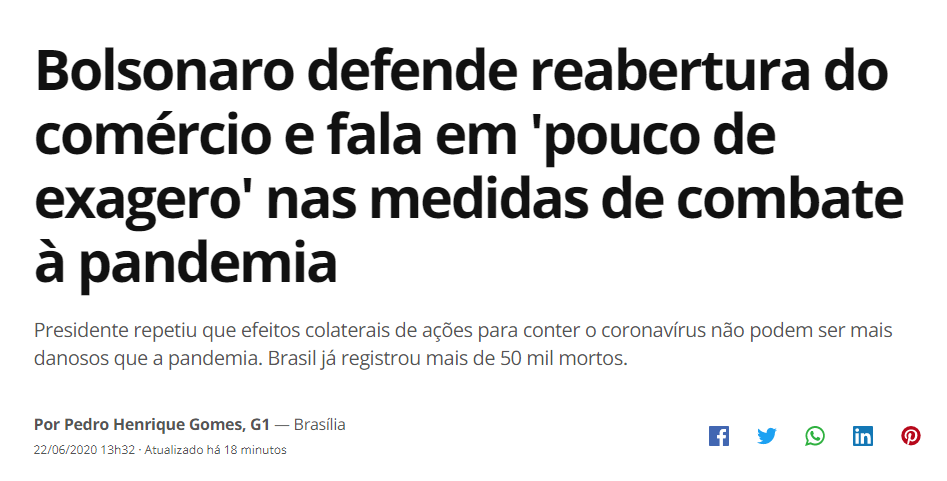 Bolsonaro defende reabertura do
comércio e fala em 'pouco de
exagero' nas medidas de combate
à pandemia
Presidente repetiu que efeitos colaterais de ações para conter o coronavírus não podem ser mais
danosos que a pandemia. Brasil já registrou mais de 50 mil mortos.
Por Pedro Henrique Gomes, G1 — Brasília
22/06/2020 13h32 · Atualizado há 18 minutos